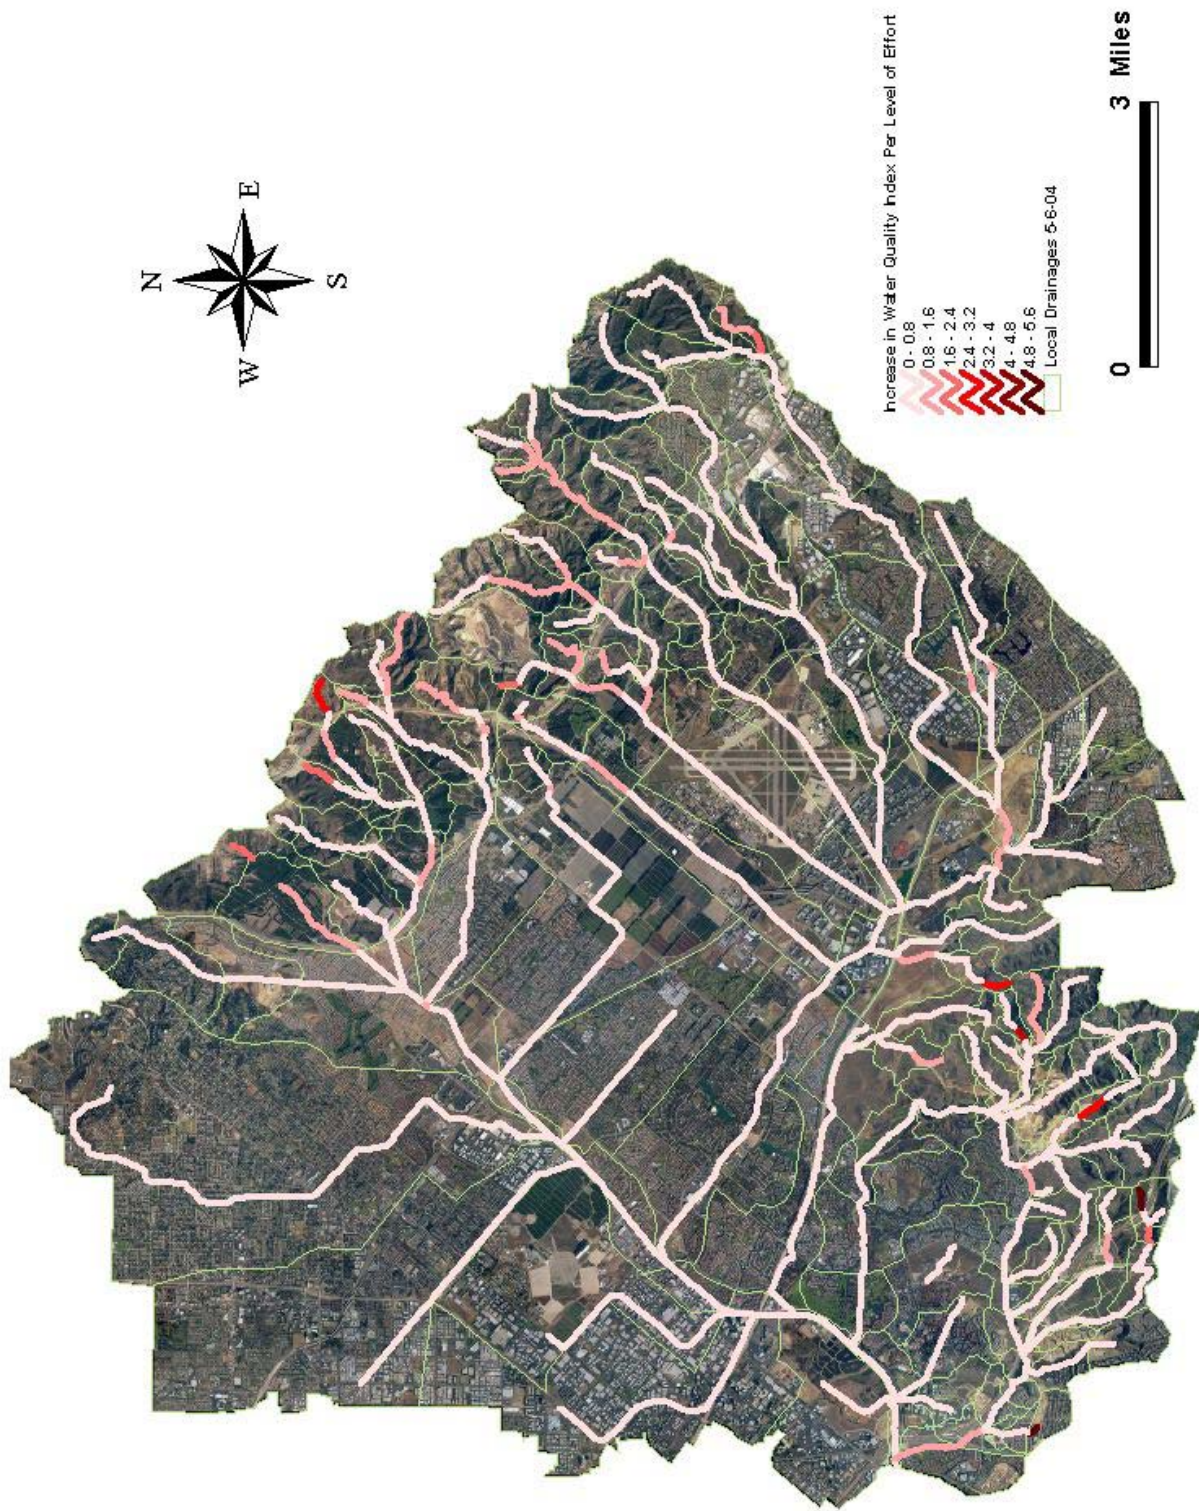 N
W E
S
Increase in Water Quality Index Per Level of Effort
0 - 0.8
0.8 - 1.6
1.6 - 2.4
2.4 - 3.2
3.2 - 4
4 - 4.8
4.8 - 5.6
Local Drainages 5-6-04
0 3 Miles